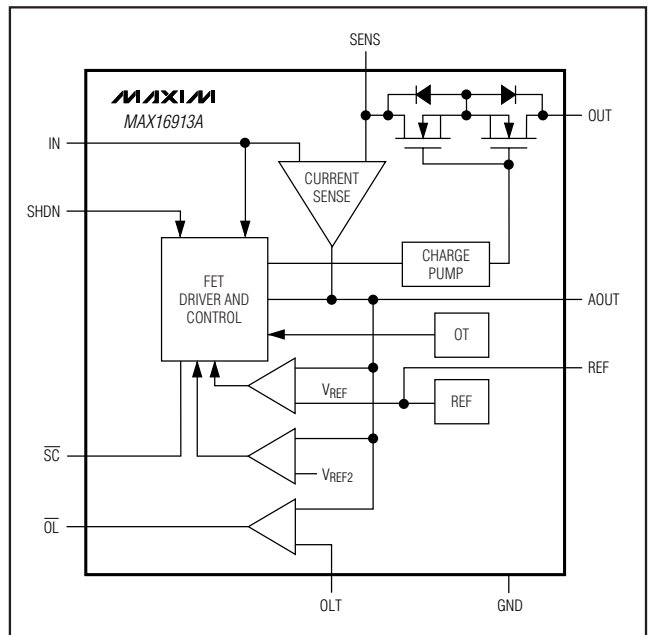 SENS
MAXIM
MAX16913A
OUT
IN
CURRENT
SENSE
SHDN
CHARGE
PUMP
FET
DRIVER AND
CONTROL
AOUT
OT
REF
VREF
REF
SC
VREF2
OL
OLT
GND